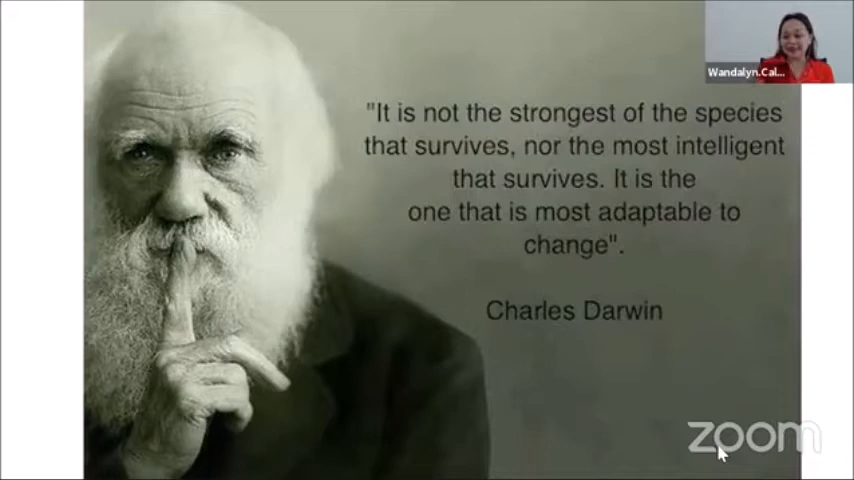 Wandalyn.Cal...
"It is not the strongest of the species
that survives, nor the most intelligent
that survives. It is the
one that is most adaptable to
change".
Charles Darwin
zoom